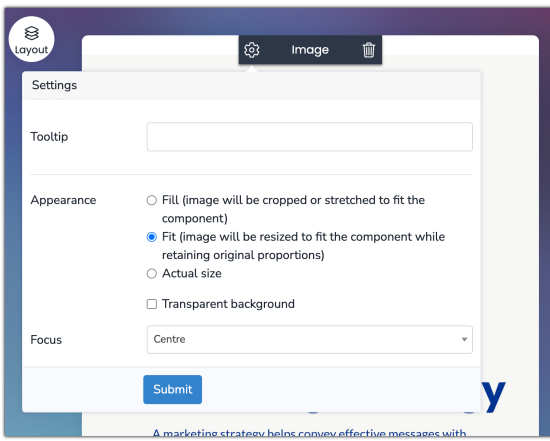 Layout
Image
Settings
Tooltip
Appearance
Fill (image will be cropped or stretched to fit the
component)
Fit (image will be resized to fit the component while
retaining original proportions)
Actual size
Transparent background
Focus
Centre
Submit
A marketing strategy helps convey effective messages with